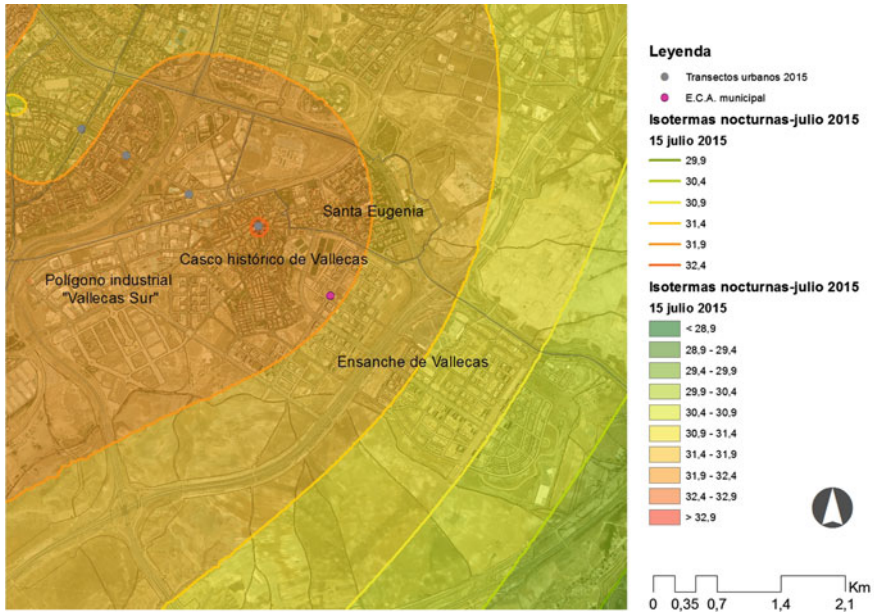 Santa Eugenia
Casco histórico de Vallecas
Polígono industrial
"Vallecas Sur"
Ensanche de Vallecas
Leyenda
Transectos urbanos 2015
E.C.A. municipal
Isotermas nocturnas-julio 2015
15 julio 2015
29,9
30,4
30,9
31,4
31,9
32,4
Isotermas nocturnas-julio 2015
15 julio 2015
< 28,9
28,9 - 29,4
29,4 - 29,9
29,9 - 30,4
30,4 - 30,9
30,9 - 31,4
31,4 - 31,9
31,9 - 32,4
32,4 - 32,9
> 32,9
Km
0 0,35 0,7 1,4 2,1